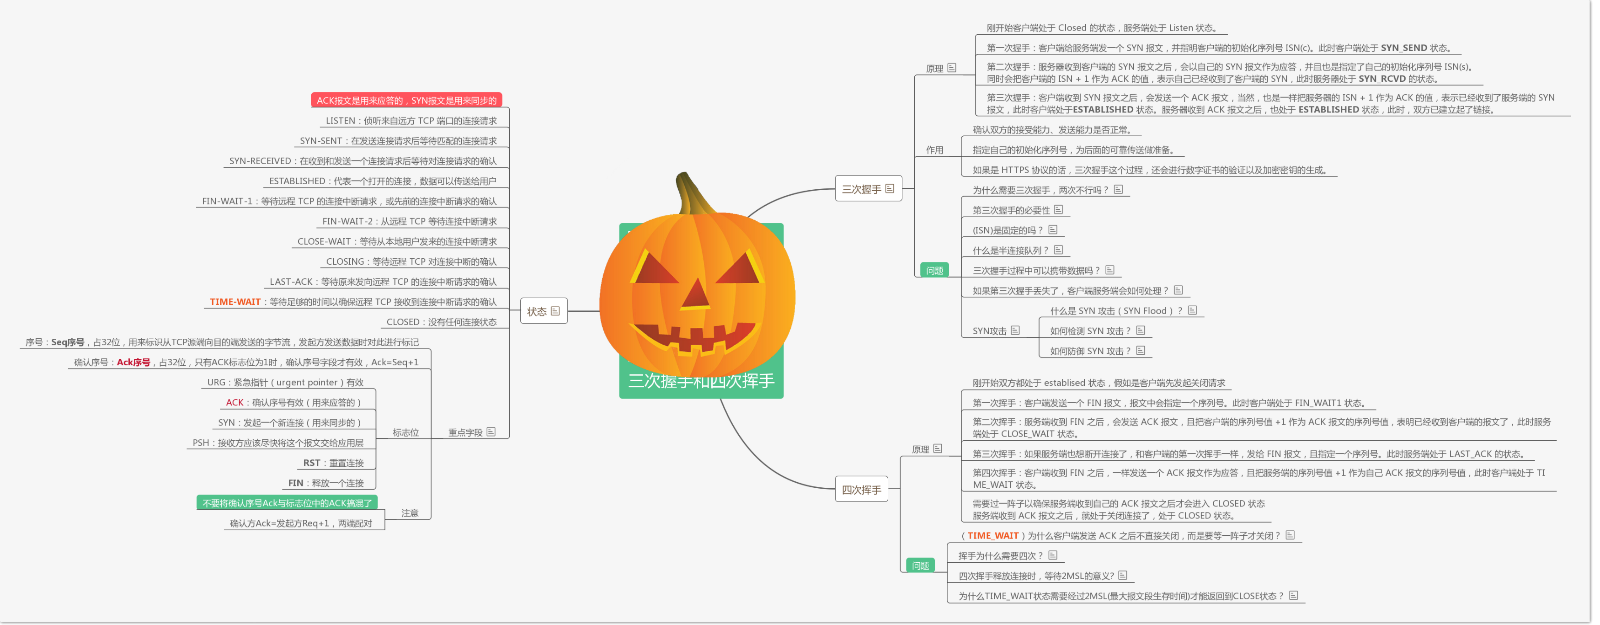 三次握手和四次挥手
三次握手
原理
刚开始客户端处于 Closed 的状态，服务端处于 Listen 状态。
第一次握手：客户端给服务端发一个 SYN 报文，并指明客户端的初始化序列号 ISN(c)。此时客户端处于 SYN_SEND 状态。
第二次握手：服务器收到客户端的 SYN 报文之后，会以自己的 SYN 报文作为应答，并且也是指定了自己的初始化序列号 ISN(s)。
同时会把客户端的 ISN + 1 作为 ACK 的值，表示自己已经收到了客户端的 SYN，此时服务器处于 SYN_RCVD 的状态。
第三次握手：客户端收到 SYN 报文之后，会发送一个 ACK 报文，当然，也是一样把服务器的 ISN + 1 作为 ACK 的值，表示已经收到了服务端的 SYN
报文，此时客户端处于ESTABLISHED 状态。服务器收到 ACK 报文之后，也处于 ESTABLISHED 状态，此时，双方已建立起了链接。
作用
确认双方的接受能力、发送能力是否正常。
指定自己的初始化序列号，为后面的可靠传送做准备。
如果是 HTTPS 协议的话，三次握手这个过程，还会进行数字证书的验证以及加密密钥的生成。
问题
为什么需要三次握手，两次不行吗？
第三次握手的必要性
(ISN)是固定的吗？
什么是半连接队列？
三次握手过程中可以携带数据吗？
如果第三次握手丢失了，客户端服务端会如何处理？
SYN攻击
什么是 SYN 攻击（SYN Flood）？
如何检测 SYN 攻击？
如何防御 SYN 攻击？
四次挥手
原理
刚开始双方都处于 establised 状态，假如是客户端先发起关闭请求
第一次挥手：客户端发送一个 FIN 报文，报文中会指定一个序列号。此时客户端处于 FIN_WAIT1 状态。
第二次挥手：服务端收到 FIN 之后，会发送 ACK 报文，且把客户端的序列号值 +1 作为 ACK 报文的序列号值，表明已经收到客户端的报文了，此时服务
端处于 CLOSE_WAIT 状态。
第三次挥手：如果服务端也想断开连接了，和客户端的第一次挥手一样，发给 FIN 报文，且指定一个序列号。此时服务端处于 LAST_ACK 的状态。
第四次挥手：客户端收到 FIN 之后，一样发送一个 ACK 报文作为应答，且把服务端的序列号值 +1 作为自己 ACK 报文的序列号值，此时客户端处于 TI
ME_WAIT 状态。
需要过一阵子以确保服务端收到自己的 ACK 报文之后才会进入 CLOSED 状态
服务端收到 ACK 报文之后，就处于关闭连接了，处于 CLOSED 状态。
问题
（TIME_WAIT）为什么客户端发送 ACK 之后不直接关闭，而是要等一阵子才关闭？
挥手为什么需要四次？
四次挥手释放连接时，等待2MSL的意义?
为什么TIME_WAIT状态需要经过2MSL(最大报文段生存时间)才能返回到CLOSE状态？
状态
ACK报文是用来应答的，SYN报文是用来同步的
LISTEN：侦听来自远方 TCP 端口的连接请求
SYN-SENT：在发送连接请求后等待匹配的连接请求
SYN-RECEIVED：在收到和发送一个连接请求后等待对连接请求的确认
ESTABLISHED：代表一个打开的连接，数据可以传送给用户
FIN-WAIT-1：等待远程 TCP 的连接中断请求，或先前的连接中断请求的确认
FIN-WAIT-2：从远程 TCP 等待连接中断请求
CLOSE-WAIT：等待从本地用户发来的连接中断请求
CLOSING：等待远程 TCP 对连接中断的确认
LAST-ACK：等待原来发向远程 TCP 的连接中断请求的确认
TIME-WAIT：等待足够的时间以确保远程 TCP 接收到连接中断请求的确认
CLOSED：没有任何连接状态
重点字段
序号：Seq序号，占32位，用来标识从TCP源端向目的端发送的字节流，发起方发送数据时对此进行标记
确认序号：Ack序号，占32位，只有ACK标志位为1时，确认序号字段才有效，Ack=Seq+1
标志位
URG：紧急指针（urgent pointer）有效
ACK：确认序号有效（用来应答的）
SYN：发起一个新连接（用来同步的）
PSH：接收方应该尽快将这个报文交给应用层
RST：重置连接
FIN：释放一个连接
注意
不要将确认序号Ack与标志位中的ACK搞混了
确认方Ack=发起方Req+1，两端配对